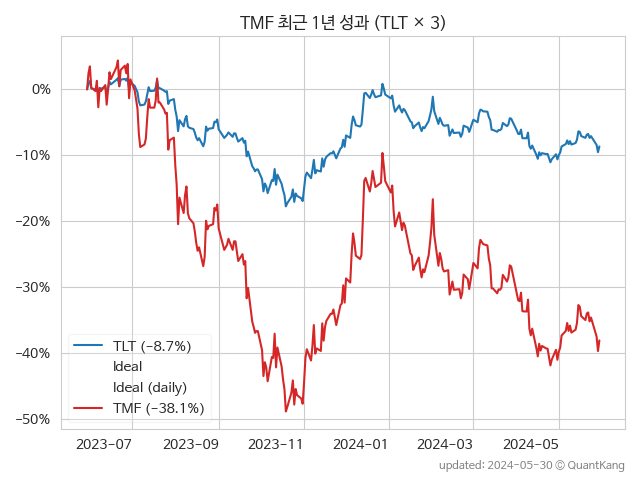 TMF 최근 1년 성과 (TLT × 3)
0%
−10%
−20%
−30%
−40%
−50%
TLT (−8.7%)
Ideal
Ideal (daily)
TMF (−38.1%)
2023−07 2023−09 2023−11 2024−01 2024−03 2024−05
updated: 2024-05-30 © QuantKang